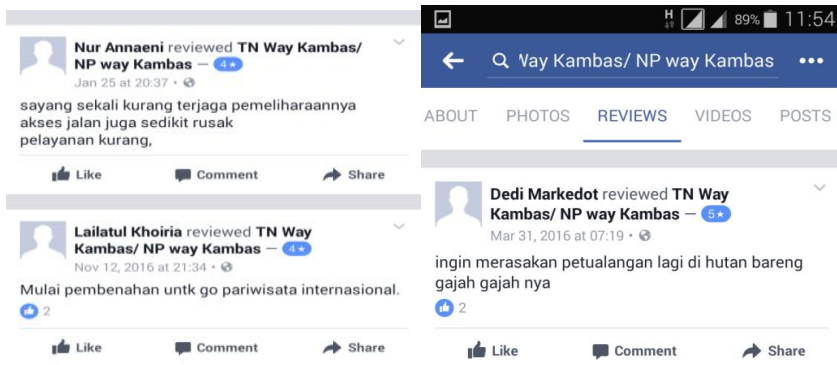 Nur Annaeni reviewed TN Way Kambas/
NP way Kambas — 4★
Jan 25 at 20:37 •
sayang sekali kurang terjaga pemeliharaannya
akses jalan juga sedikit rusak
pelayanan kurang,
Like Comment Share
Lailatul Khoiria reviewed TN Way
Kambas/ NP way Kambas — 4★
Nov 12, 2016 at 21:34 •
Mulai pembenahan untk go pariwisata internasional.
2
Like Comment Share
H 89% 11:54
Way Kambas/ NP way Kambas
ABOUT PHOTOS REVIEWS VIDEOS POSTS
Dedi Markedot reviewed TN Way
Kambas/ NP way Kambas — 5★
Mar 31, 2016 at 07:19 •
ingin merasakan petualangan lagi di hutan bareng
gajah gajah nya
2
Like Comment Share